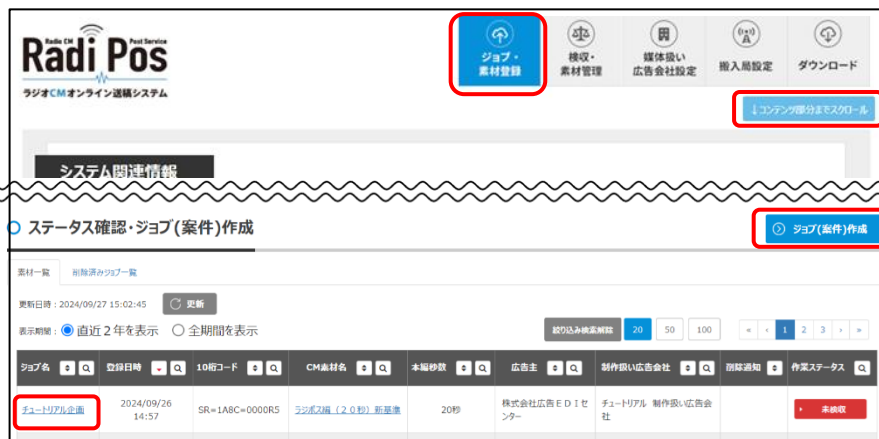 Radio CM Post Service
Radi Pos
ラジオCMオンライン送稿システム
ジョブ・
素材登録
検収・
素材管理
媒体扱い
広告会社設定
搬入局設定
ダウンロード
↓コンテンツ部分までスクロール
システム関連情報
ステータス確認・ジョブ(案件)作成
ジョブ(案件)作成
素材一覧 削除済みジョブ一覧
更新日時：2024/09/27 15:02:45 更新
表示期間： 直近２年を表示 全期間を表示
絞り込み検索解除 20 50 100 « ‹ 1 2 3 › »
ジョブ名 登録日時 10桁コード CM素材名 本編秒数 広告主 制作扱い広告会社 削除通知 作業ステータス
チュートリアル企画
2024/09/26
14:57
SR=1A8C=0000R5
ラジポス編（２０秒）新基準
20秒
株式会社広告ＥＤＩセ
ンター
チュートリアル 制作扱い広告会
社
未検収